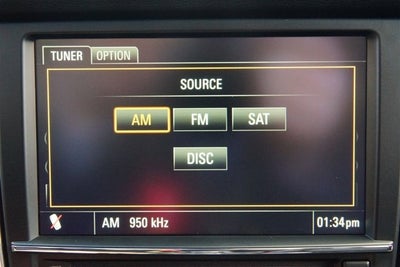 TUNER OPTION
SOURCE
AM FM SAT
DISC
AM 950 kHz 01:34pm